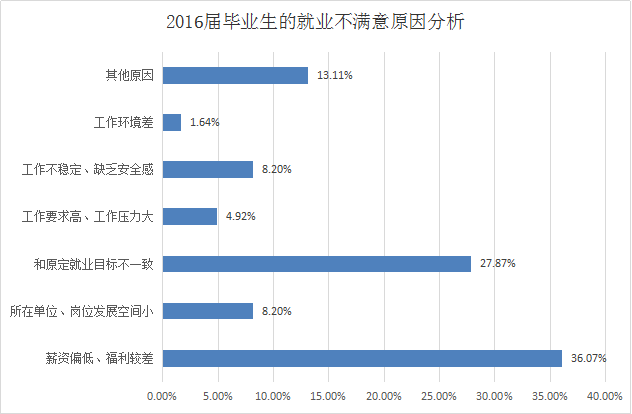 2016届毕业生的就业不满意原因分析
其他原因 13.11%
工作环境差 1.64%
工作不稳定、缺乏安全感 8.20%
工作要求高、工作压力大 4.92%
和原定就业目标不一致 27.87%
所在单位、岗位发展空间小 8.20%
薪资偏低、福利较差 36.07%
0.00% 5.00% 10.00% 15.00% 20.00% 25.00% 30.00% 35.00% 40.00%